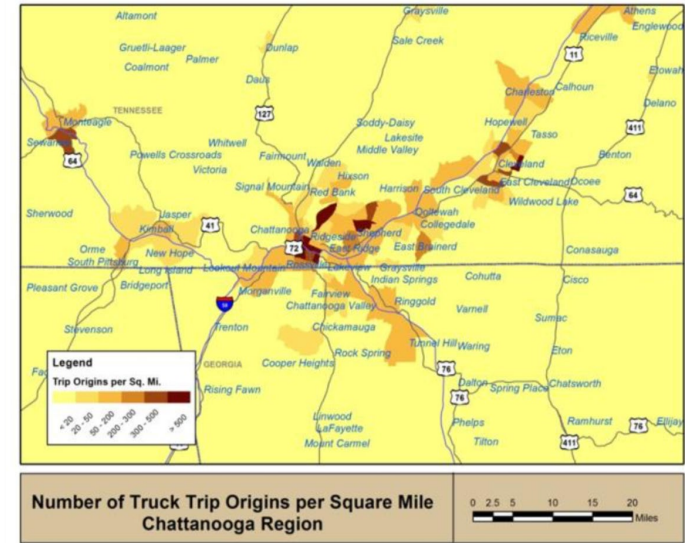 Altamont
Graysville
Athens
Englewood
Riceville
Gruetli-Laager
Palmer
Dunlap
Sale Creek
11
Coalmont
Daus
Etowah
Charleston
Calhoun
Delano
TENNESSEE
127
Monteagle
Soddy-Daisy
Hopewell
Tasso
411
Sewanee
Whitwell
Lakesite
Middle Valley
64
Powells Crossroads
Fairmount
Walden
Cleveland
Benton
Victoria
Hixson
East Cleveland
Ocoee
Signal Mountain
Red Bank
Harrison
South Cleveland
64
Wildwood Lake
Sherwood
Jasper
41
Kimball
Chattanooga
Ridgeside
Shepherd
Ooltewah
Collegedale
72
East Ridge
East Brainerd
Orme
New Hope
Conasauga
South Pittsburg
Long Island
Lookout Mountain
Rossville
Lakeview
Graysville
Indian Springs
Cohutta
Cisco
Pleasant Grove
Bridgeport
Morganville
Fairview
Ringgold
Chattanooga Valley
Varnell
Sumac
Stevenson
Trenton
Chickamauga
Tunnel Hill
Waring
Eton
GEORGIA
Rock Spring
Cooper Heights
76
Dalton
Spring Place
Chatsworth
Rising Fawn
76
Linwood
LaFayette
Phelps
Ramhurst
76
Ellijay
Mount Carmel
Tilton
411
Legend
Trip Origins per Sq. Mi.
< 20
20 - 50
50 - 200
200 - 300
300 - 500
> 500
Number of Truck Trip Origins per Square Mile
Chattanooga Region
0 2.5 5 10 15 20
Miles